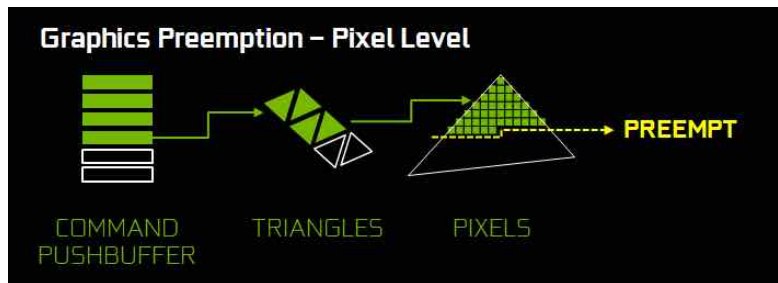 Graphics Preemption – Pixel Level
PREEMPT
COMMAND
PUSHBUFFER
TRIANGLES
PIXELS